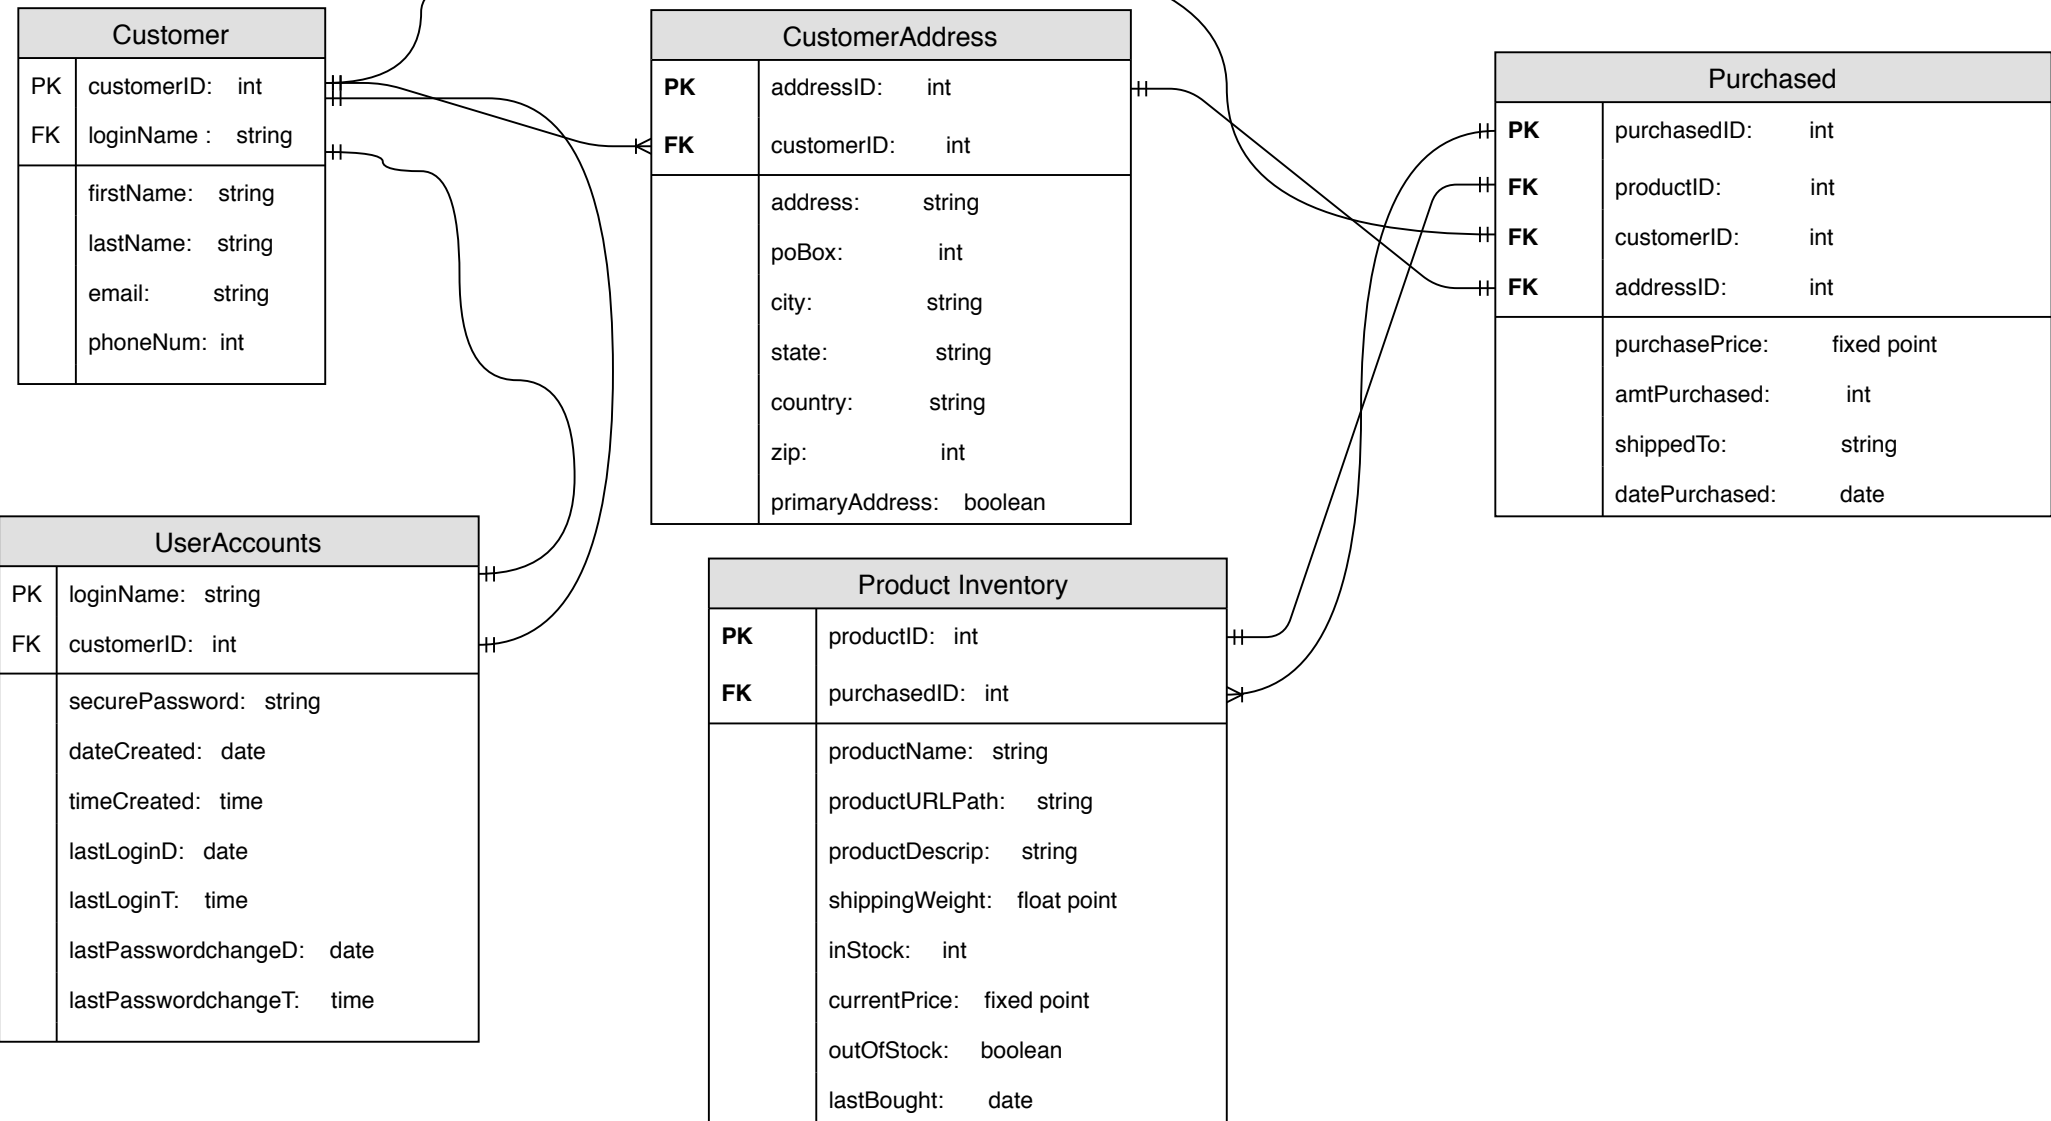 Customer
PK customerID: int
FK loginName : string
firstName: string
lastName: string
email: string
phoneNum: int
CustomerAddress
PK addressID: int
FK customerID: int
address: string
poBox: int
city: string
state: string
country: string
zip: int
primaryAddress: boolean
Purchased
PK purchasedID: int
FK productID: int
FK customerID: int
FK addressID: int
purchasePrice: fixed point
amtPurchased: int
shippedTo: string
datePurchased: date
UserAccounts
PK loginName: string
FK customerID: int
securePassword: string
dateCreated: date
timeCreated: time
lastLoginD: date
lastLoginT: time
lastPasswordchangeD: date
lastPasswordchangeT: time
Product Inventory
PK productID: int
FK purchasedID: int
productName: string
productURLPath: string
productDescrip: string
shippingWeight: float point
inStock: int
currentPrice: fixed point
outOfStock: boolean
lastBought: date